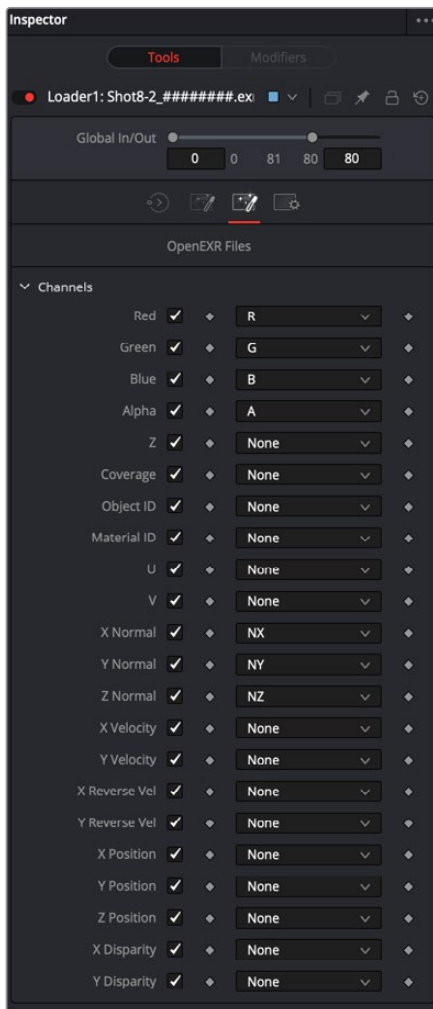 Inspector
Tools Modifiers
Loader1: Shot8-2_########.ex
Global In/Out
0 0 81 80 80
OpenEXR Files
Channels
Red R
Green G
Blue B
Alpha A
Z None
Coverage None
Object ID None
Material ID None
U None
V None
X Normal NX
Y Normal NY
Z Normal NZ
X Velocity None
Y Velocity None
X Reverse Vel None
Y Reverse Vel None
X Position None
Y Position None
Z Position None
X Disparity None
Y Disparity None